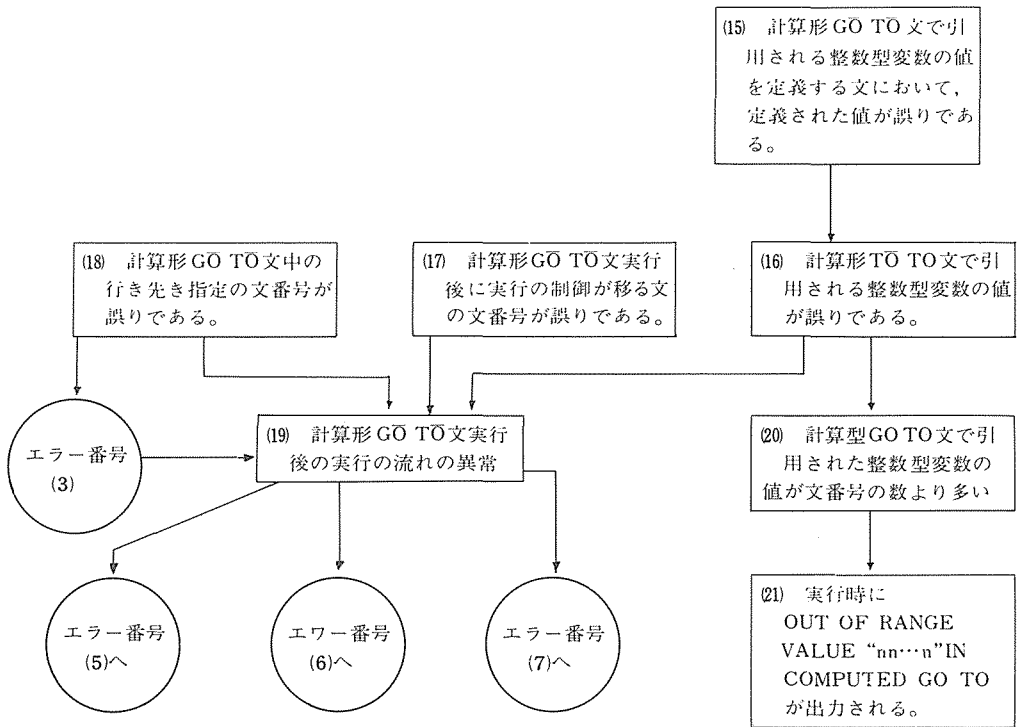 (15) 計算形GŌ TŌ文で引
用される整数型変数の値
を定義する文において,
定義された値が誤りであ
る。
(18) 計算形GŌ TŌ文中の
行き先き指定の文番号が
誤りである。
(17) 計算形GŌ TŌ文実行
後に実行の制御が移る文
の文番号が誤りである。
(16) 計算形TŌ TO文で引
用される整数型変数の値
が誤りである。
エラー番号
(3)
(19) 計算形GŌ TŌ文実行
後の実行の流れの異常
(20) 計算型GO TO文で引
用された整数型変数の
値が文番号の数より多い
エラー番号
(5)へ
エワー番号
(6)へ
エラー番号
(7)へ
(21) 実行時に
OUT OF RANGE
VALUE “nn…n”IN
COMPUTED GO TO
が出力される。